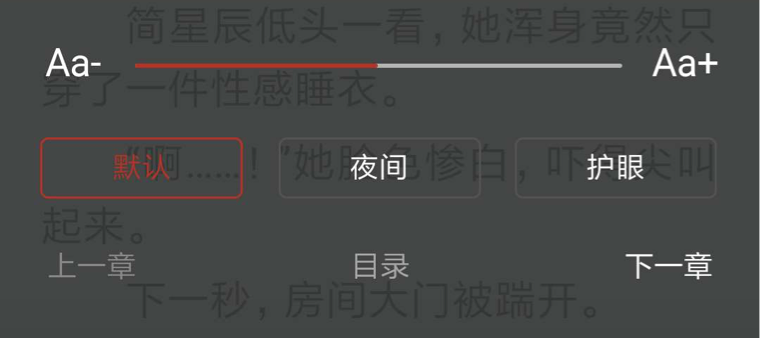 简星辰低头一看，她浑身竟然只
Aa- Aa+
穿了一件性感睡衣。
默认 夜间 护眼
“啊……！”她脸色惨白，吓得尖叫
起来。
上一章 目录 下一章
下一秒，房间大门被踹开。